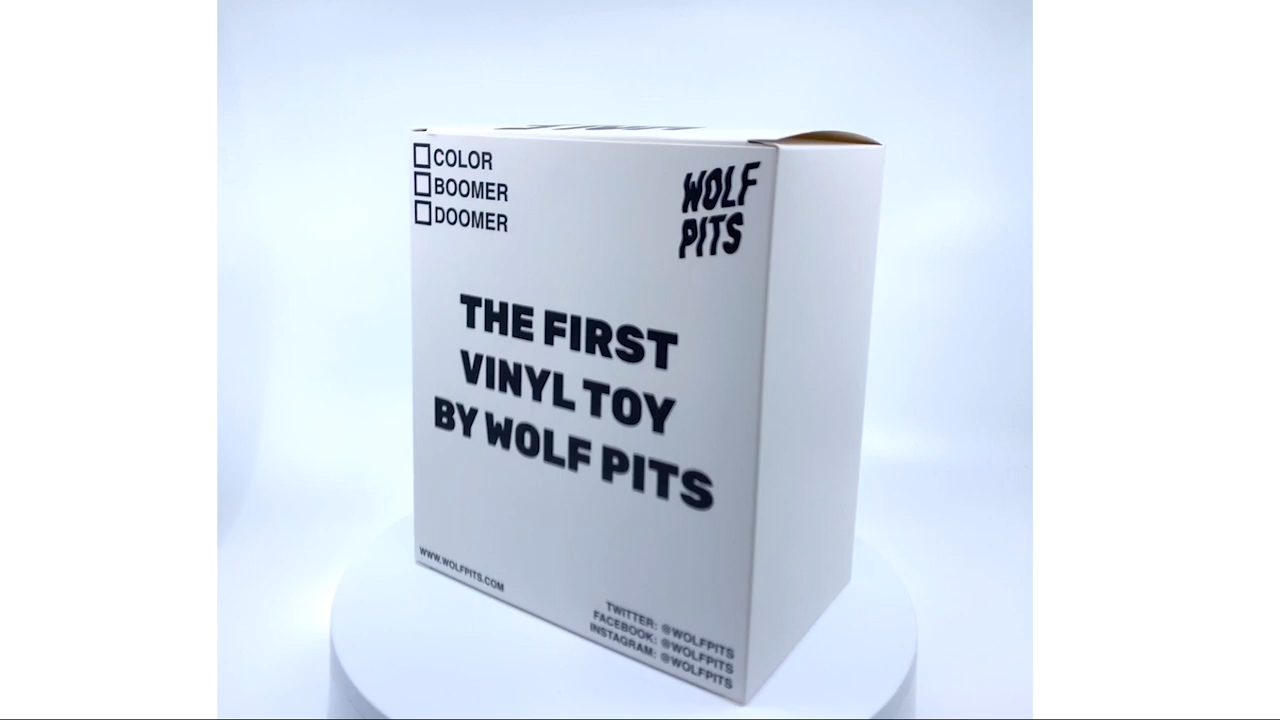 COLOR
BOOMER
DOOMER
WOLF
PITS
THE FIRST
VINYL TOY
BY WOLF PITS
WWW.WOLFPITS.COM
TWITTER: @WOLFPITS
FACEBOOK: @WOLFPITS
INSTAGRAM: @WOLFPITS